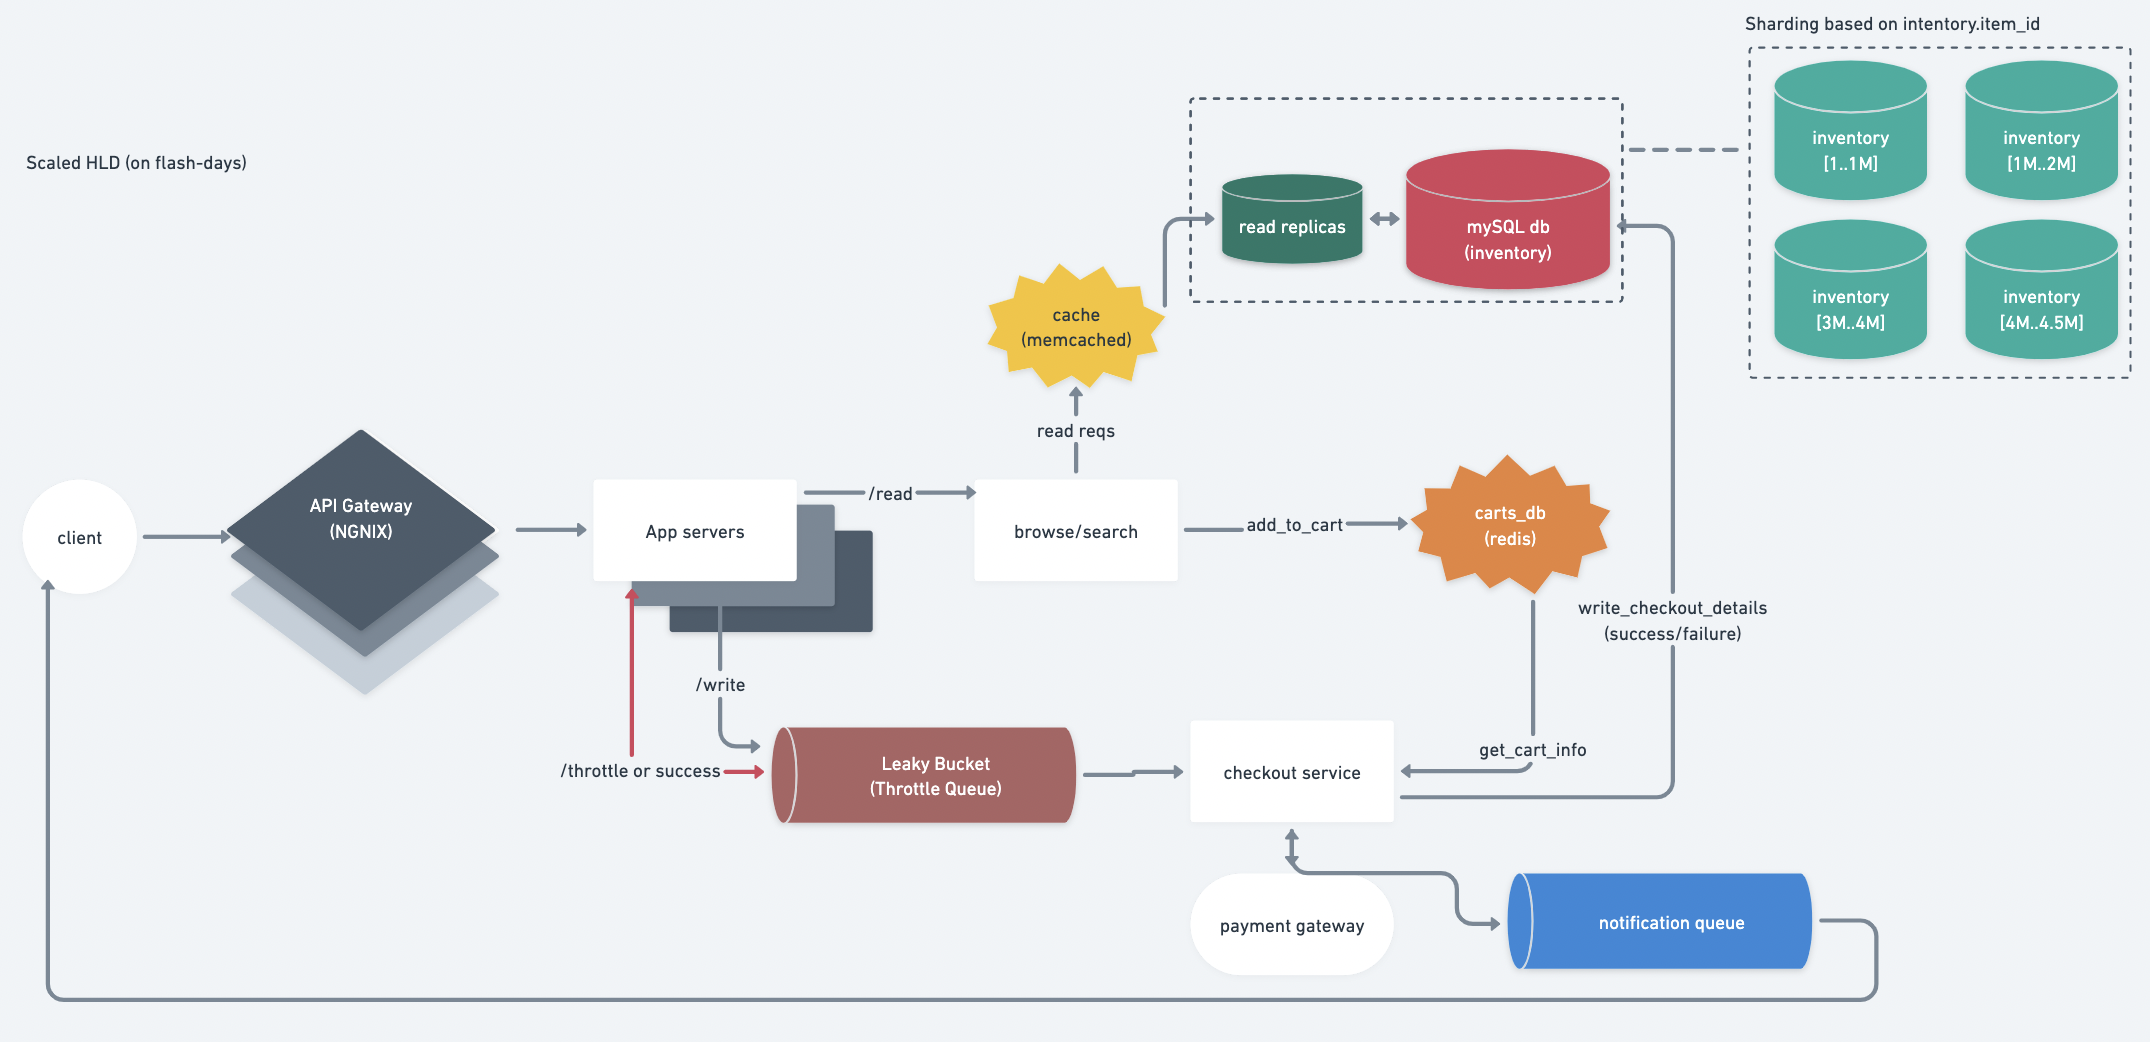 Sharding based on intentory.item_id
inventory
[1..1M]
inventory
[1M..2M]
inventory
[3M..4M]
inventory
[4M..4.5M]
Scaled HLD (on flash-days)
read replicas
mySQL db
(inventory)
cache
(memcached)
read reqs
client
API Gateway
(NGNIX)
App servers
/read
browse/search
add_to_cart
carts_db
(redis)
write_checkout_details
(success/failure)
/write
get_cart_info
/throttle or success
Leaky Bucket
(Throttle Queue)
checkout service
payment gateway
notification queue